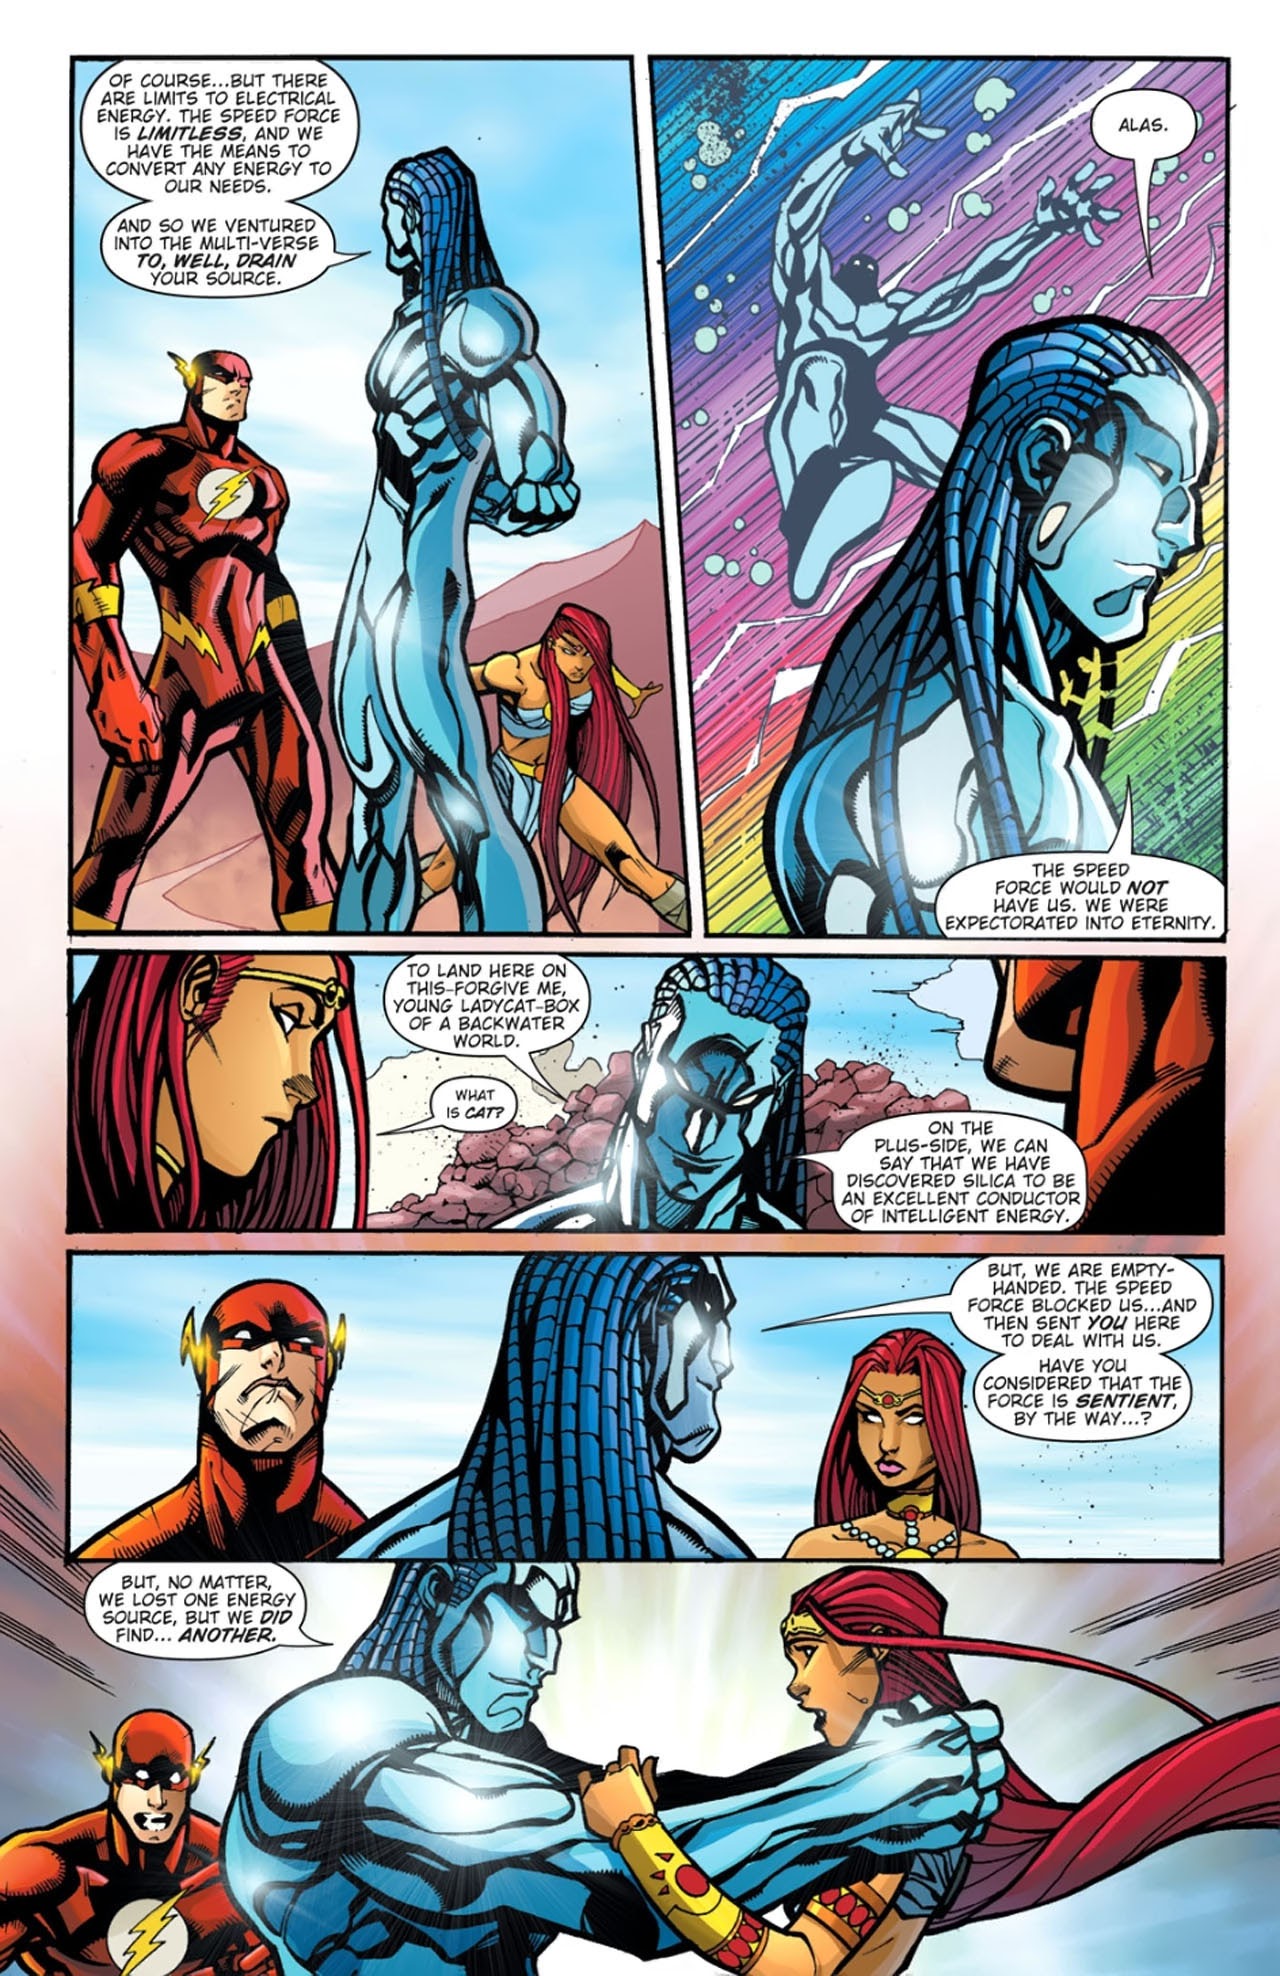 OF COURSE...BUT THERE
ARE LIMITS TO ELECTRICAL
ENERGY. THE SPEED FORCE
IS LIMITLESS, AND WE
HAVE THE MEANS TO
CONVERT ANY ENERGY TO
OUR NEEDS.
AND SO WE VENTURED
INTO THE MULTI-VERSE
TO, WELL, DRAIN
YOUR SOURCE.
ALAS.
THE SPEED
FORCE WOULD NOT
HAVE US. WE WERE
EXPECTORATED INTO ETERNITY.
TO LAND HERE ON
THIS-FORGIVE ME,
YOUNG LADYCAT-BOX
OF A BACKWATER
WORLD.
WHAT
IS CAT?
ON THE
PLUS-SIDE, WE CAN
SAY THAT WE HAVE
DISCOVERED SILICA TO BE
AN EXCELLENT CONDUCTOR
OF INTELLIGENT ENERGY.
BUT, WE ARE EMPTY-
HANDED. THE SPEED
FORCE BLOCKED US...AND
THEN SENT YOU HERE
TO DEAL WITH US.
HAVE YOU
CONSIDERED THAT THE
FORCE IS SENTIENT,
BY THE WAY...?
BUT, NO MATTER,
WE LOST ONE ENERGY
SOURCE, BUT WE DID
FIND... ANOTHER.